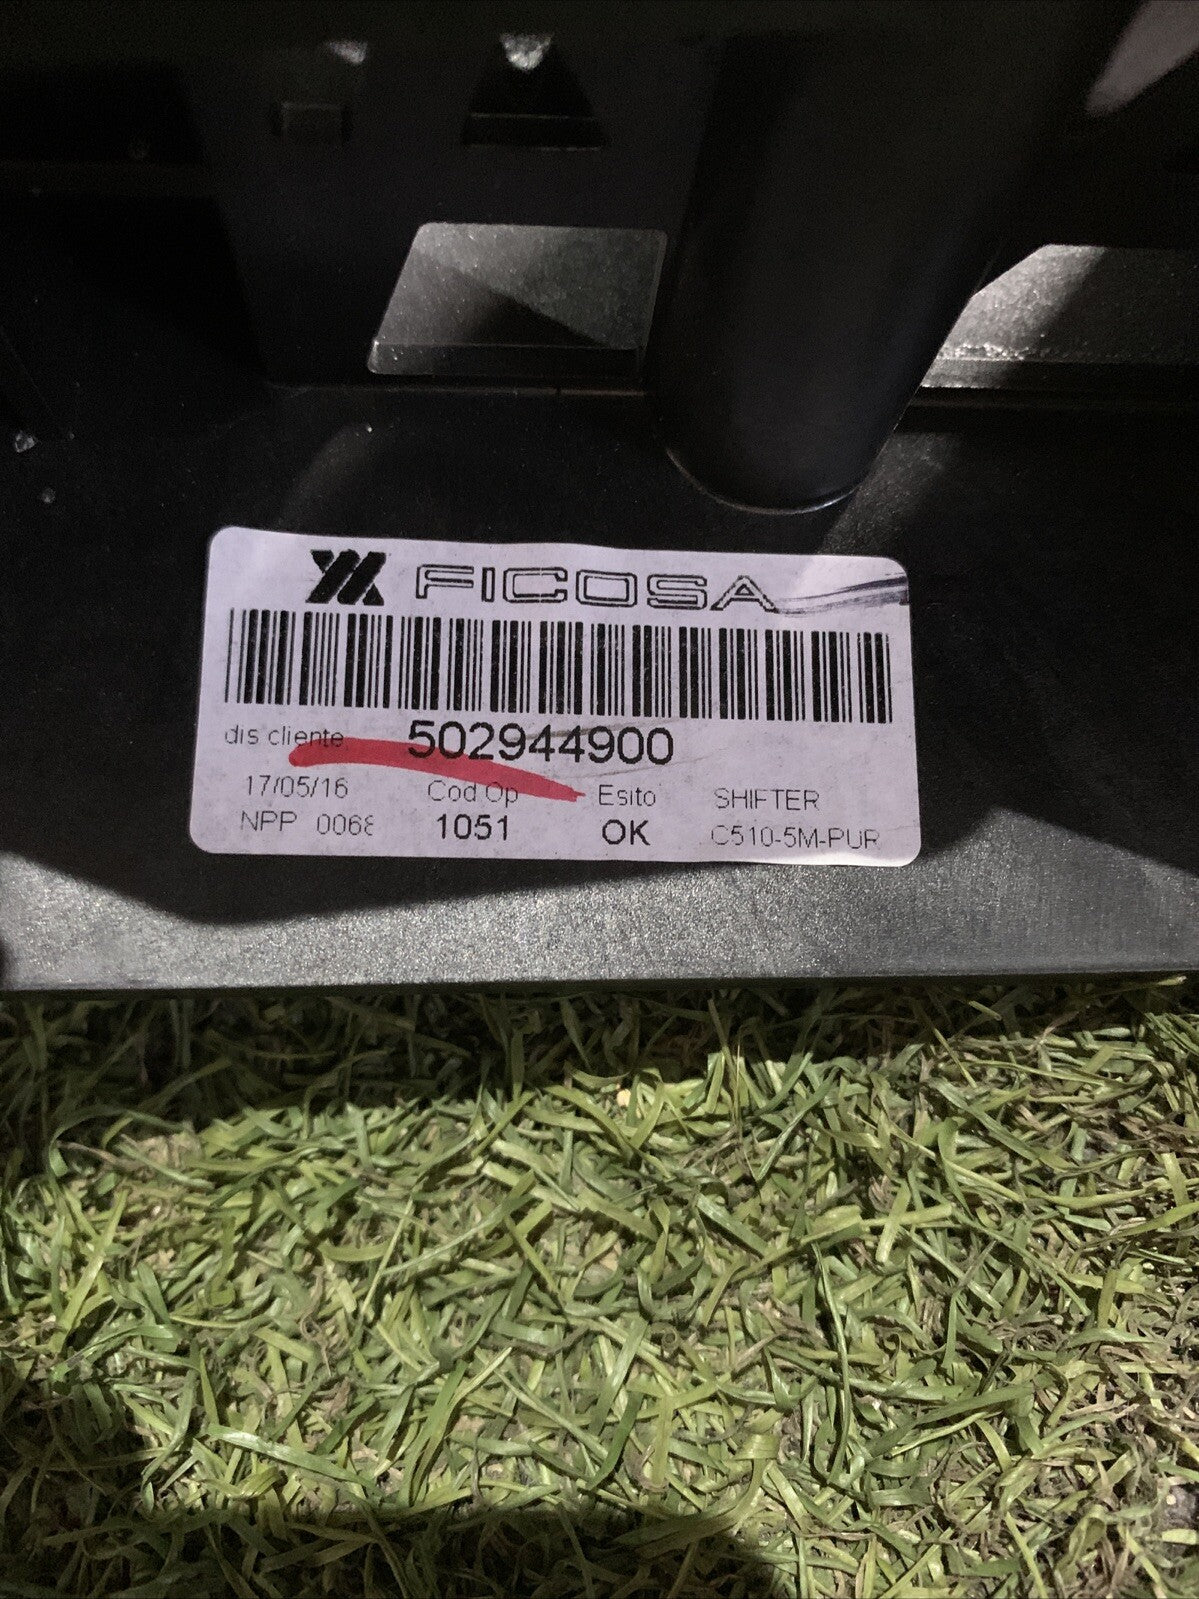 FICOSA
dis cliente 502944900
17/05/16 Cod Op Esito SHIFTER
NPP 0068 1051 OK C510-5M-PUR